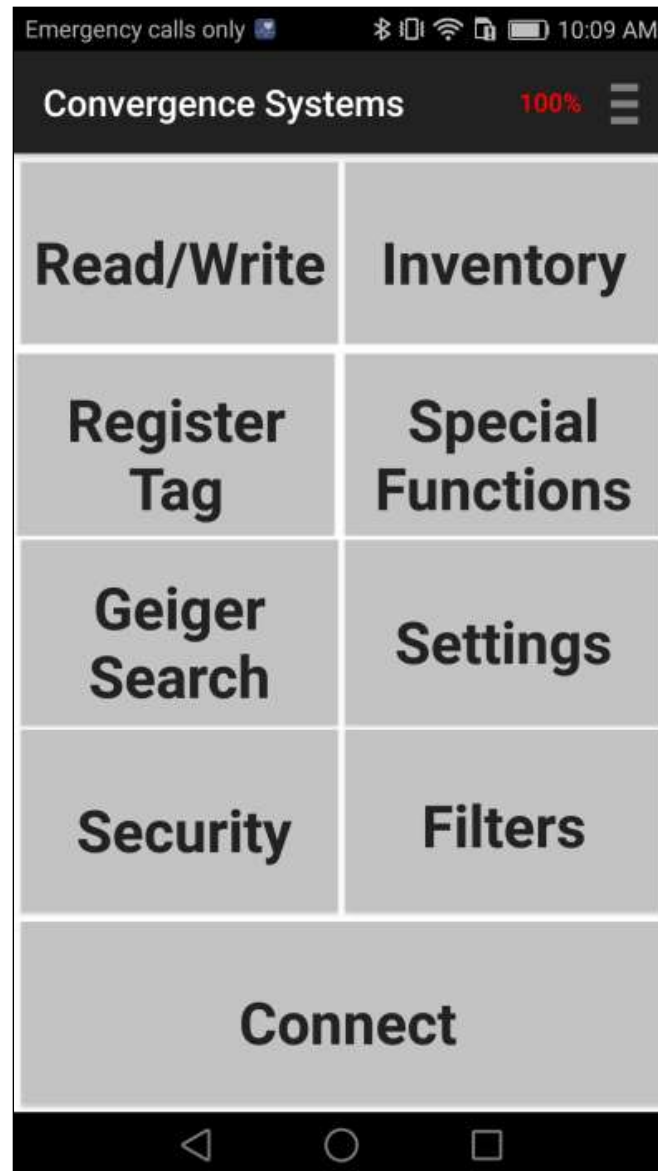 Emergency calls only 10:09 AM
Convergence Systems 100%
Read/Write Inventory
Register
Tag
Special
Functions
Geiger
Search
Settings
Security Filters
Connect